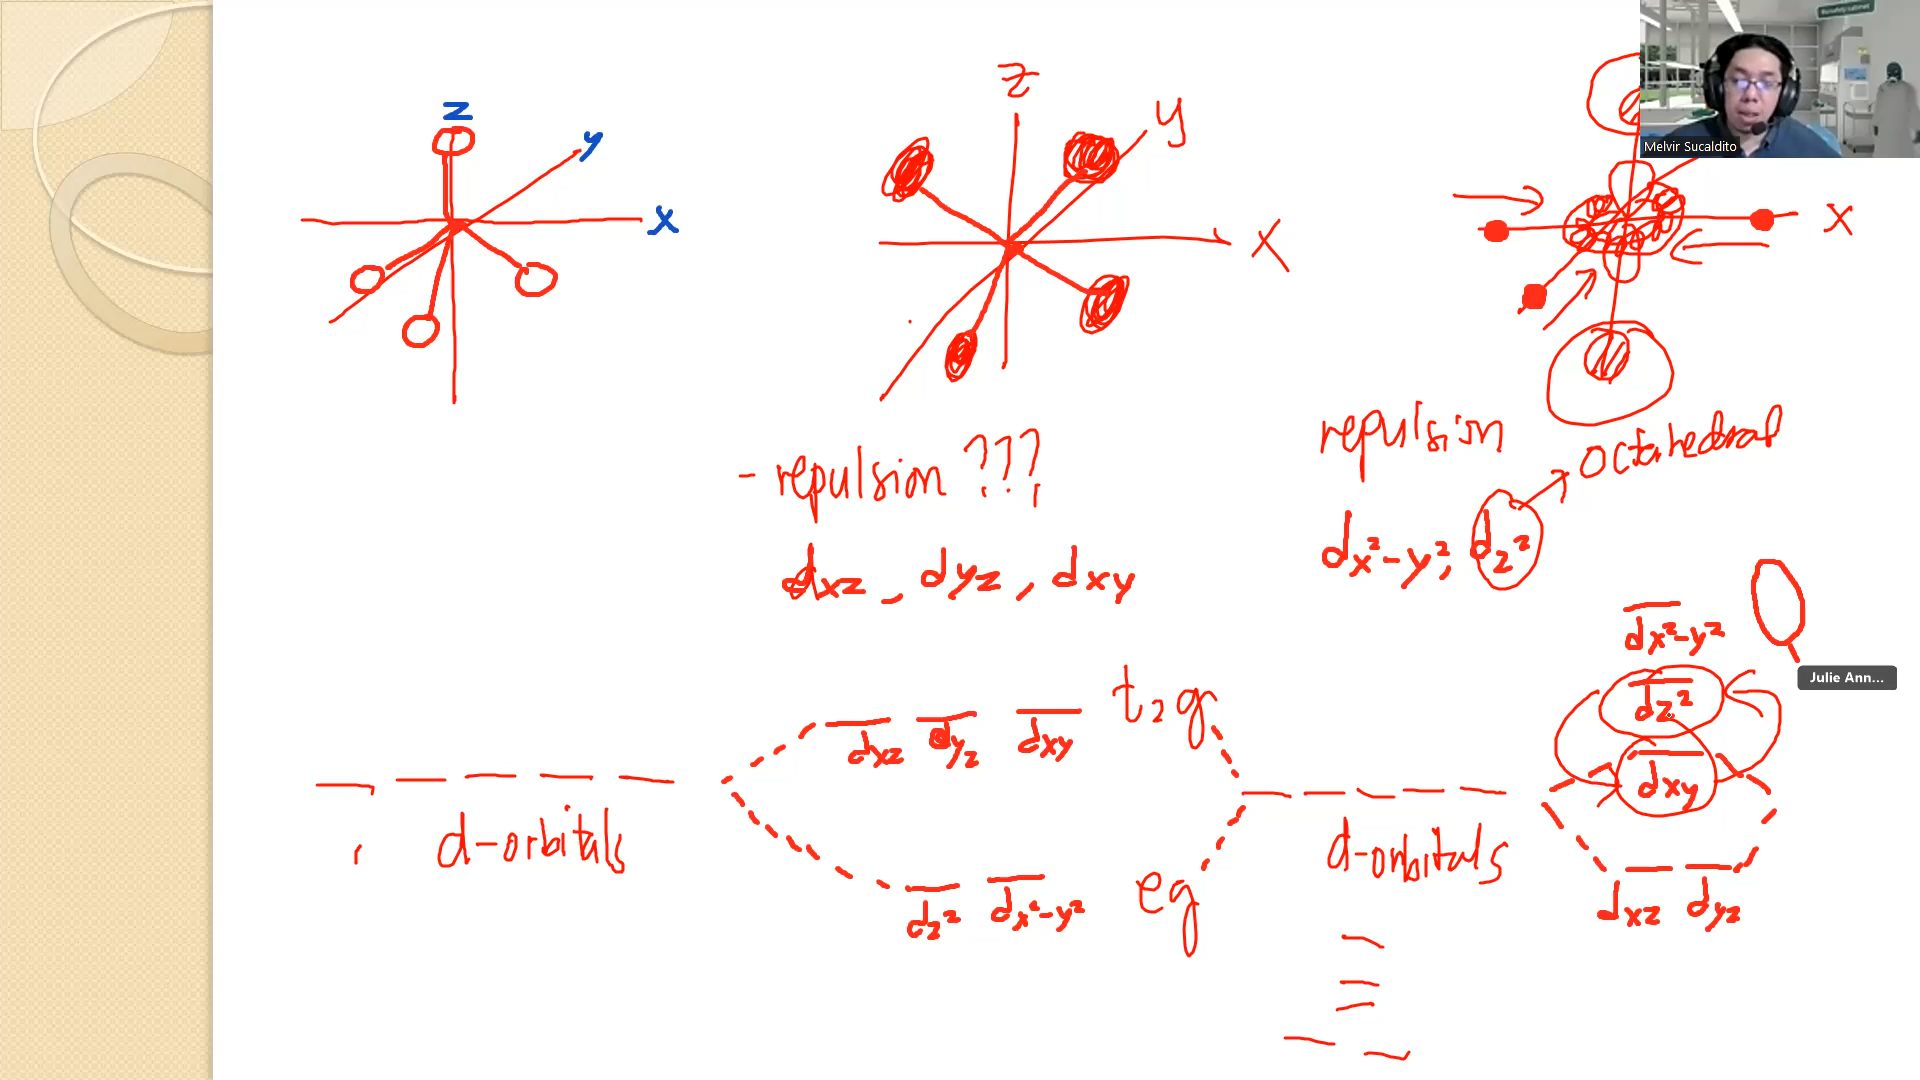 z
y
x
z
y
x
x
Melvir Sucaldito
- repulsion ???
dxz, dyz, dxy
repulsion
dx²-y², dz²
octahedral
dx²-y²
dz²
dxy
dxz dyz
Julie Ann...
dxz dyz dxy t2g
d-orbitals
dz² dx²-y² eg
d-orbitals